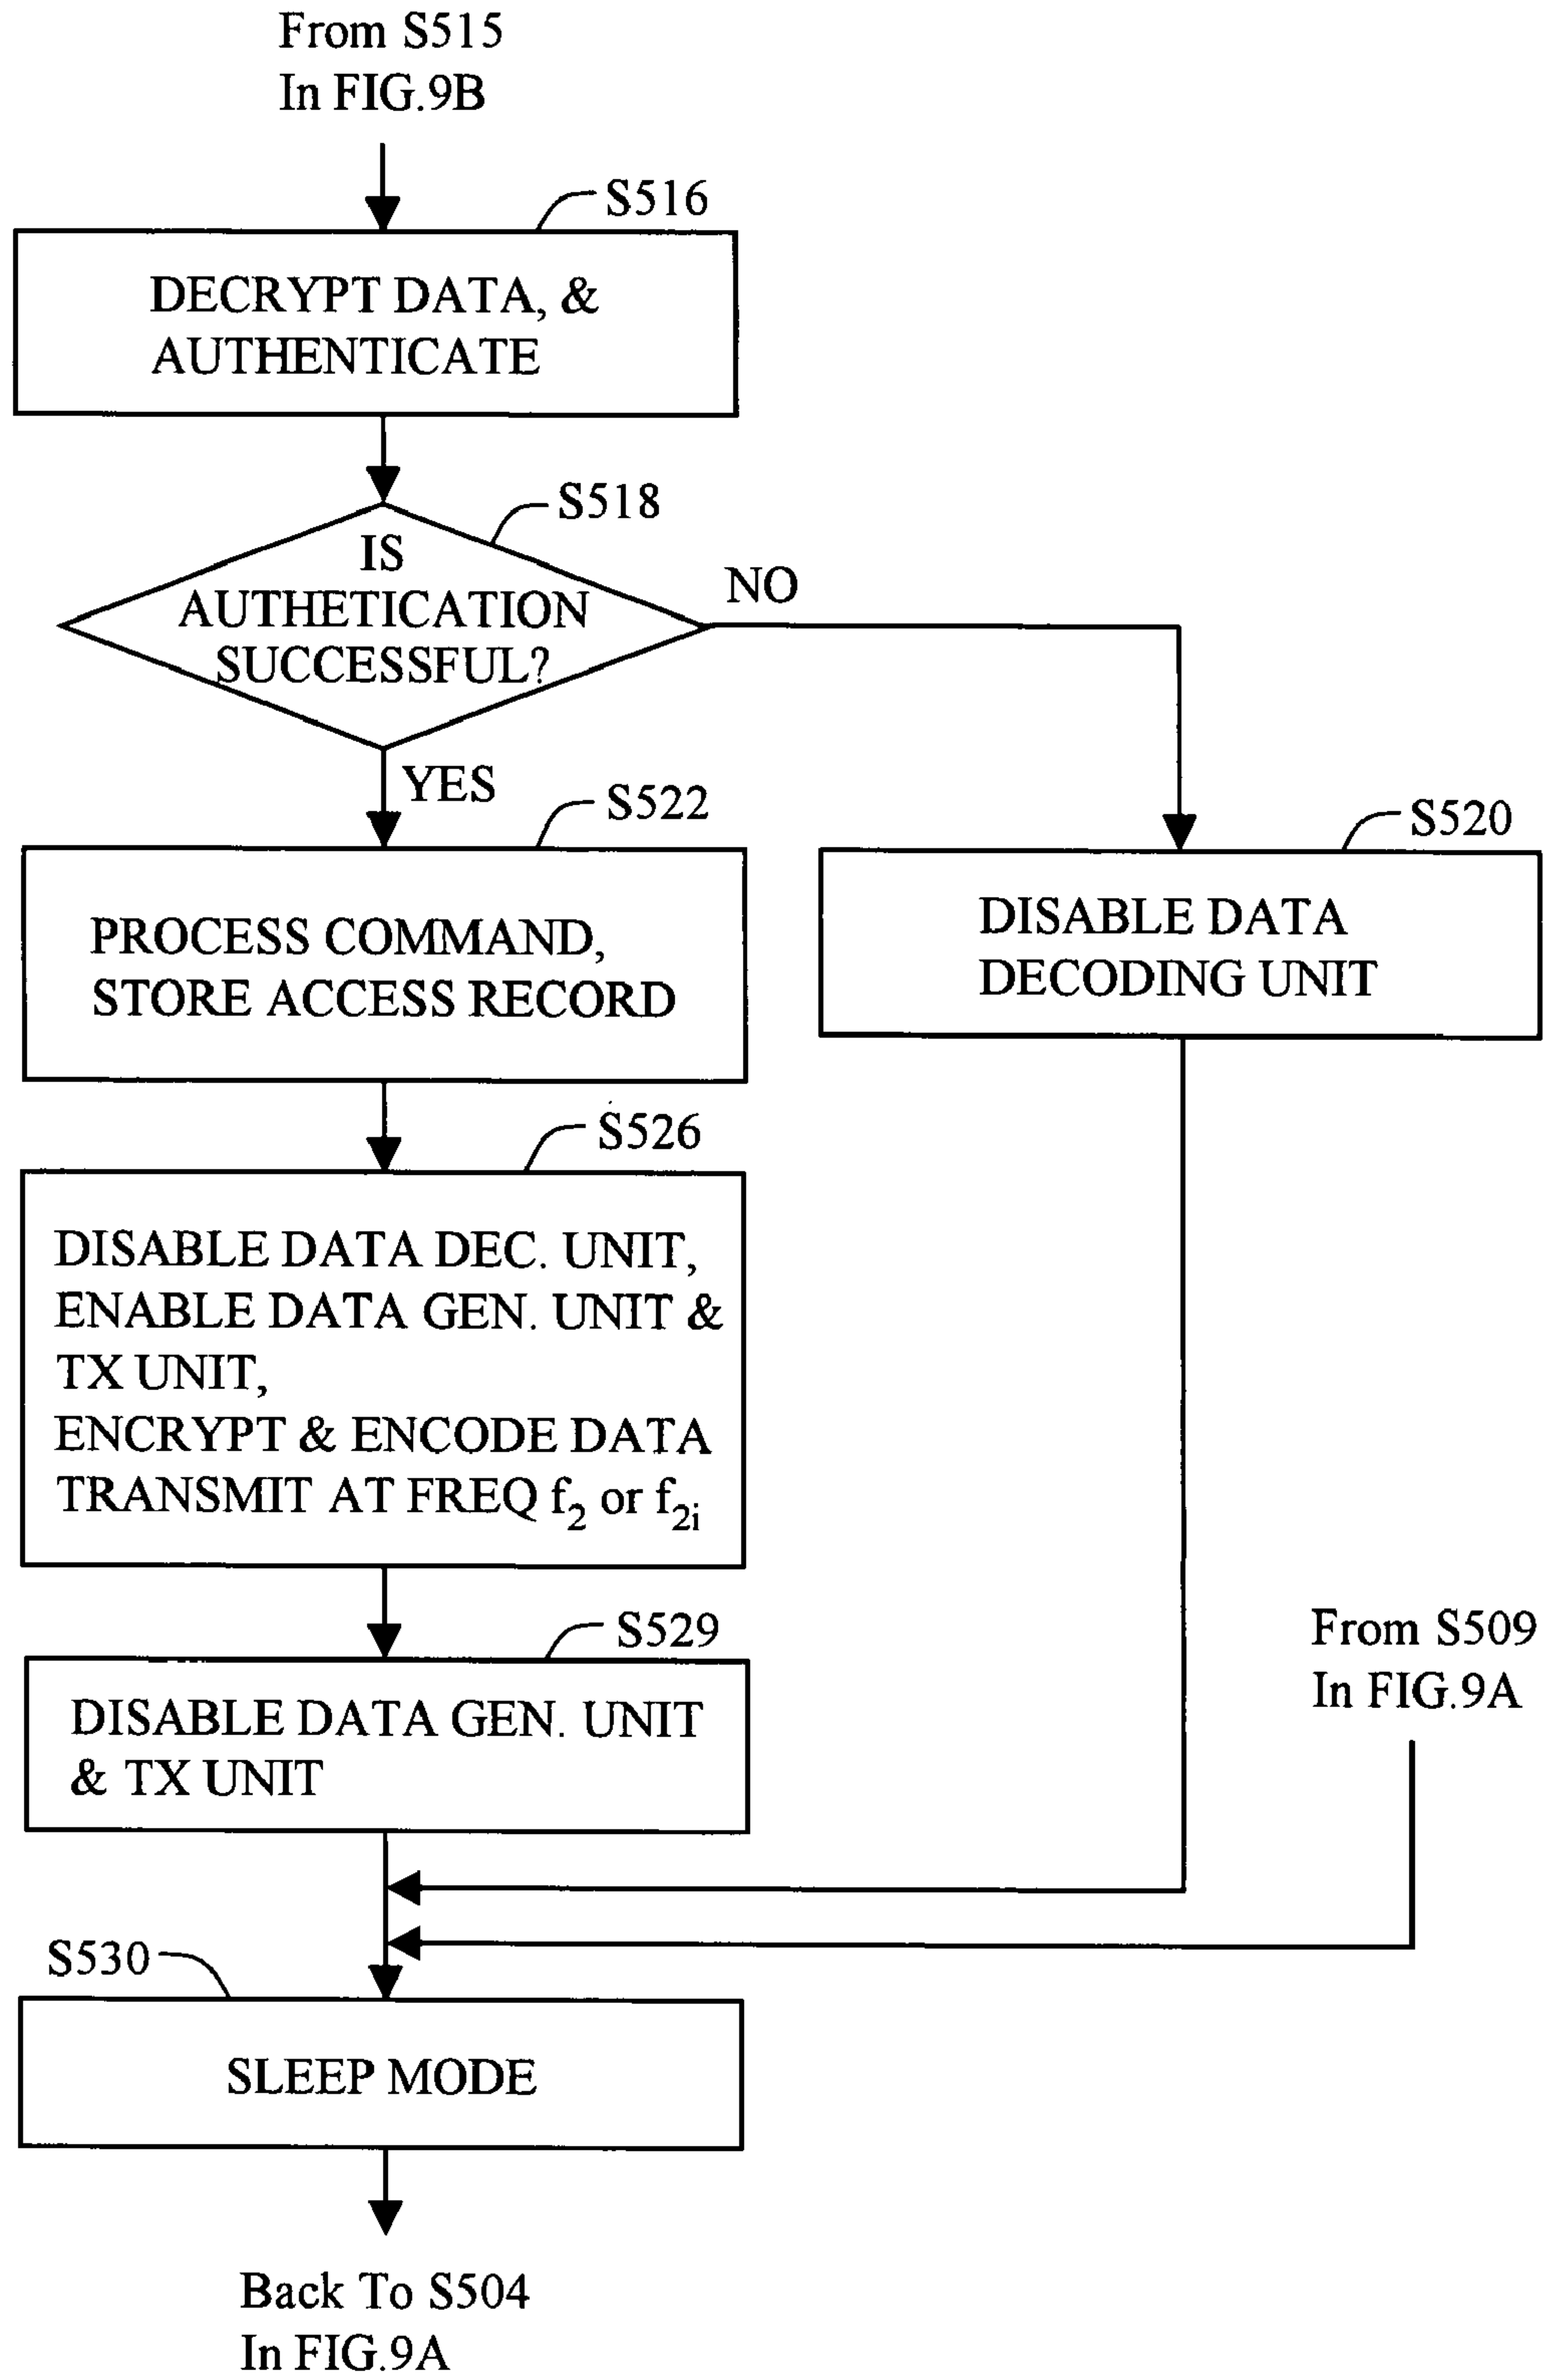 From S515
In FIG.9B
S516
DECRYPT DATA, &
AUTHENTICATE
S518
IS
AUTHETICATION
SUCCESSFUL?
NO
YES
S522
PROCESS COMMAND,
STORE ACCESS RECORD
S520
DISABLE DATA
DECODING UNIT
S526
DISABLE DATA DEC. UNIT,
ENABLE DATA GEN. UNIT &
TX UNIT,
ENCRYPT & ENCODE DATA
TRANSMIT AT FREQ f2 or f2i
S529
DISABLE DATA GEN. UNIT
& TX UNIT
From S509
In FIG.9A
S530
SLEEP MODE
Back To S504
In FIG.9A